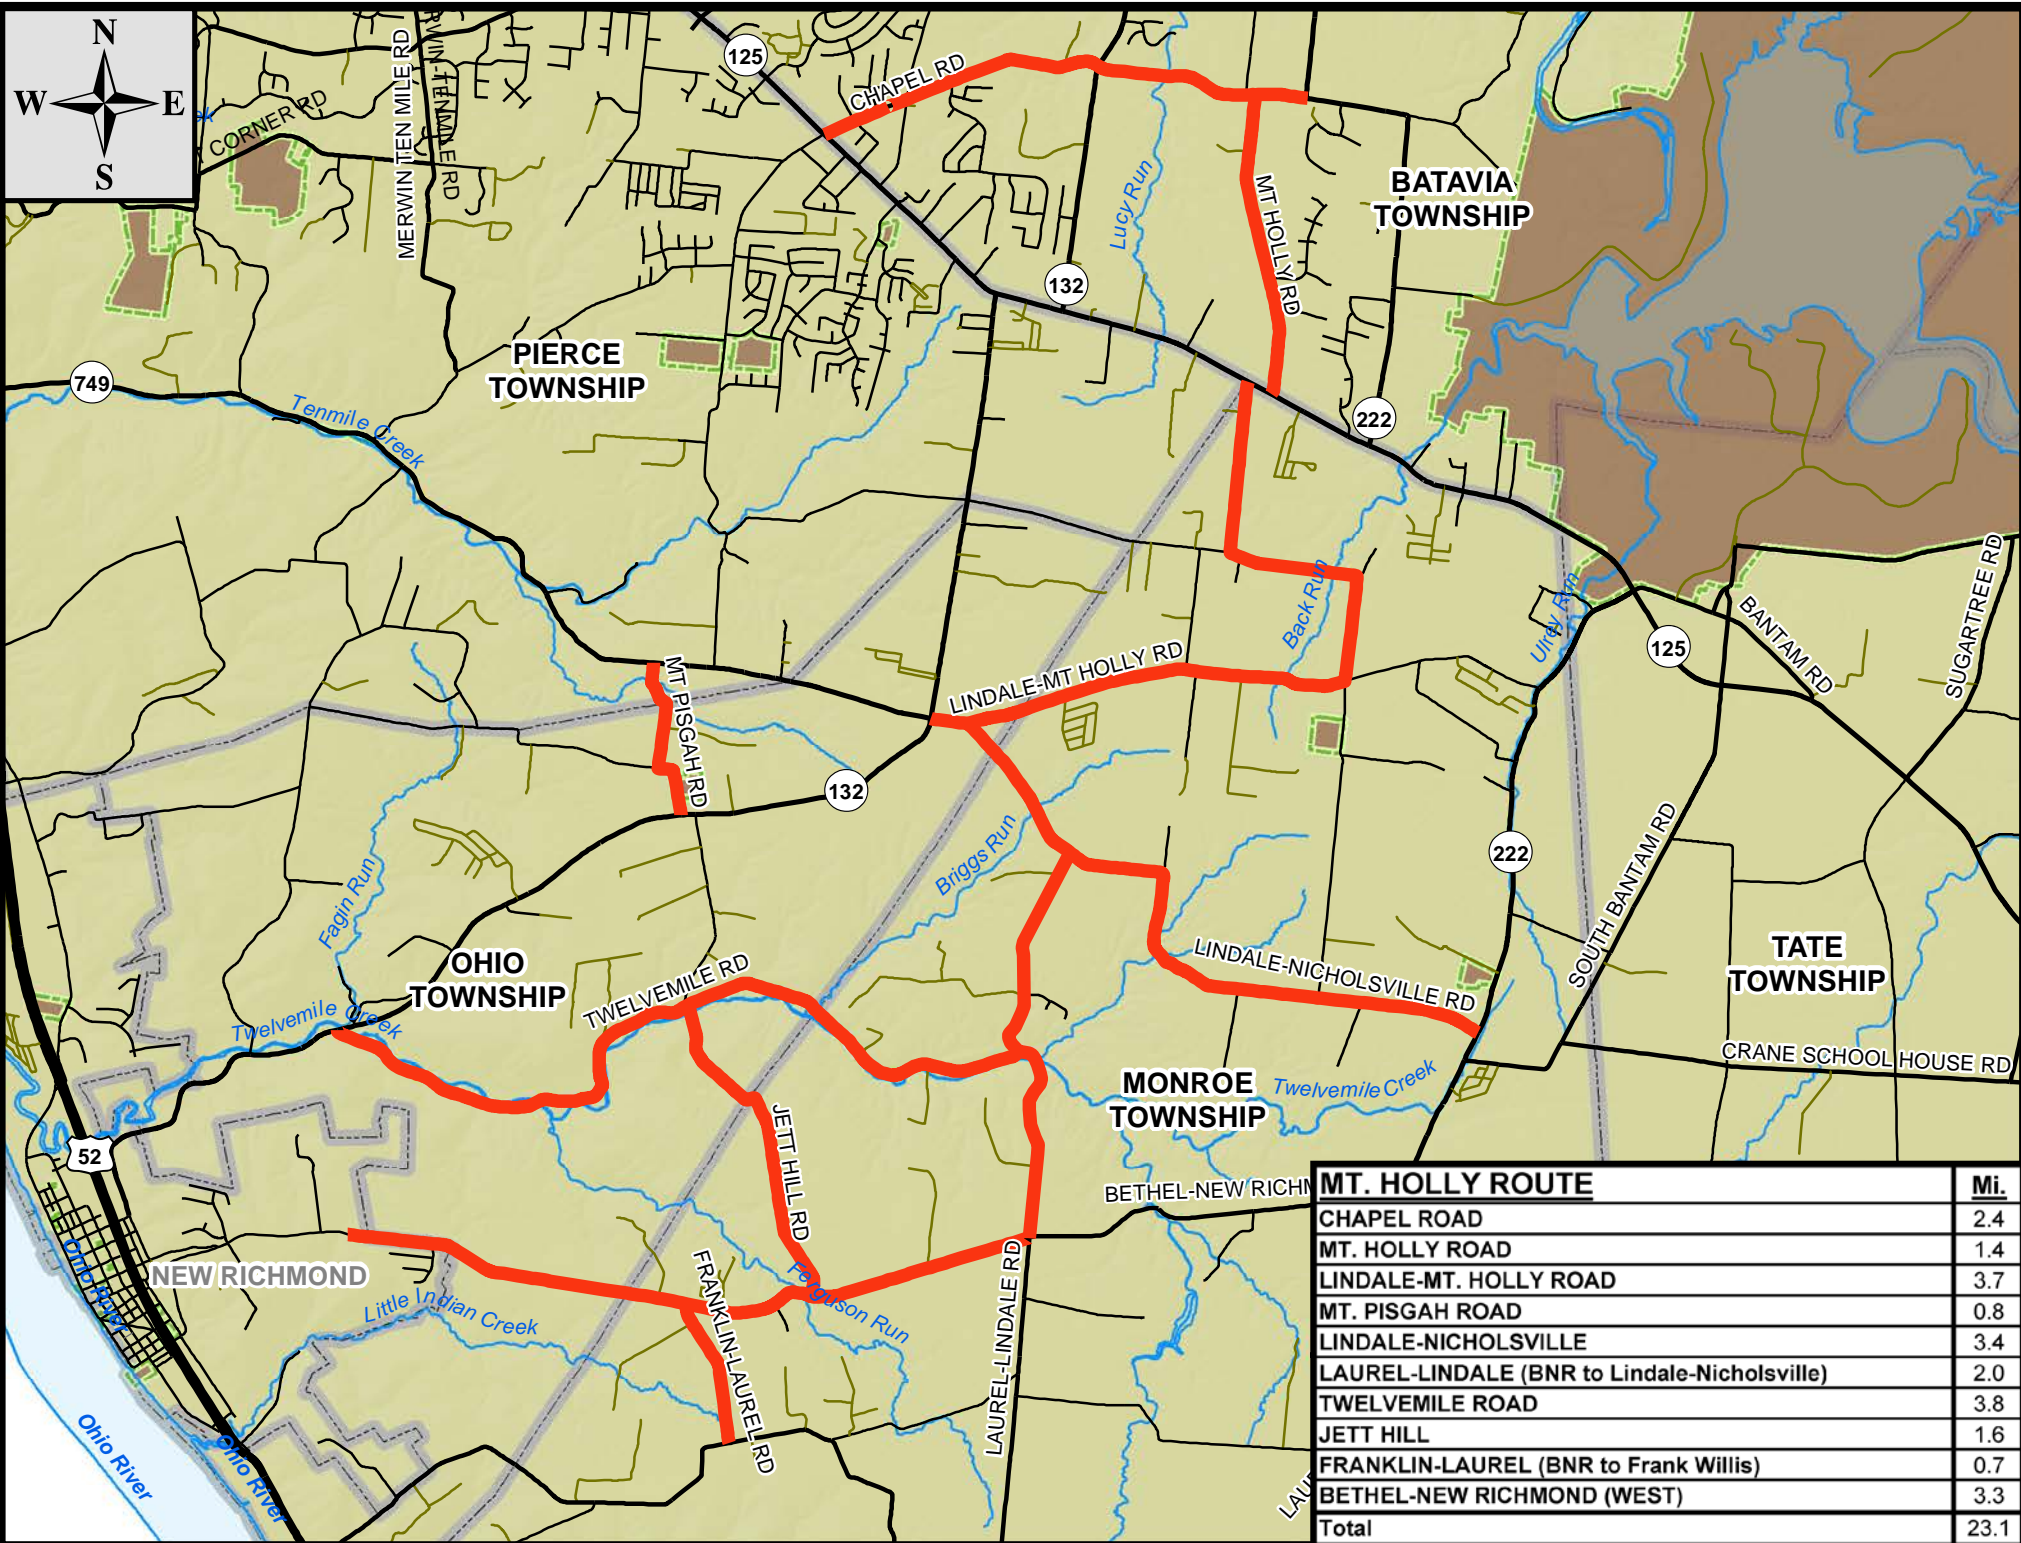 N
W E
S
CORNER RD
MERWIN TEN MILE RD
125
CHAPEL RD
Lucy Run
MT HOLLY RD
BATAVIA
TOWNSHIP
132
PIERCE
TOWNSHIP
749
Tenmile Creek
222
Back Run
Ulrey Run
125
BANTAM RD
SUGARTREE RD
MT PISGAH RD
LINDALE-MT HOLLY RD
132
Briggs Run
222
SOUTH BANTAM RD
Fagin Run
OHIO
TOWNSHIP
TWELVEMILE RD
LINDALE-NICHOLSVILLE RD
TATE
TOWNSHIP
Twelvemile Creek
CRANE SCHOOL HOUSE RD
MONROE
TOWNSHIP
Twelvemile Creek
52
JETT HILL RD
BETHEL-NEW RICHM
NEW RICHMOND
Ohio River
Little Indian Creek
FRANKLIN-LAUREL RD
Ferguson Run
LAUREL-LINDALE RD
Ohio River
Ohio River
LAU
MT. HOLLY ROUTE Mi.
CHAPEL ROAD 2.4
MT. HOLLY ROAD 1.4
LINDALE-MT. HOLLY ROAD 3.7
MT. PISGAH ROAD 0.8
LINDALE-NICHOLSVILLE 3.4
LAUREL-LINDALE (BNR to Lindale-Nicholsville) 2.0
TWELVEMILE ROAD 3.8
JETT HILL 1.6
FRANKLIN-LAUREL (BNR to Frank Willis) 0.7
BETHEL-NEW RICHMOND (WEST) 3.3
Total 23.1